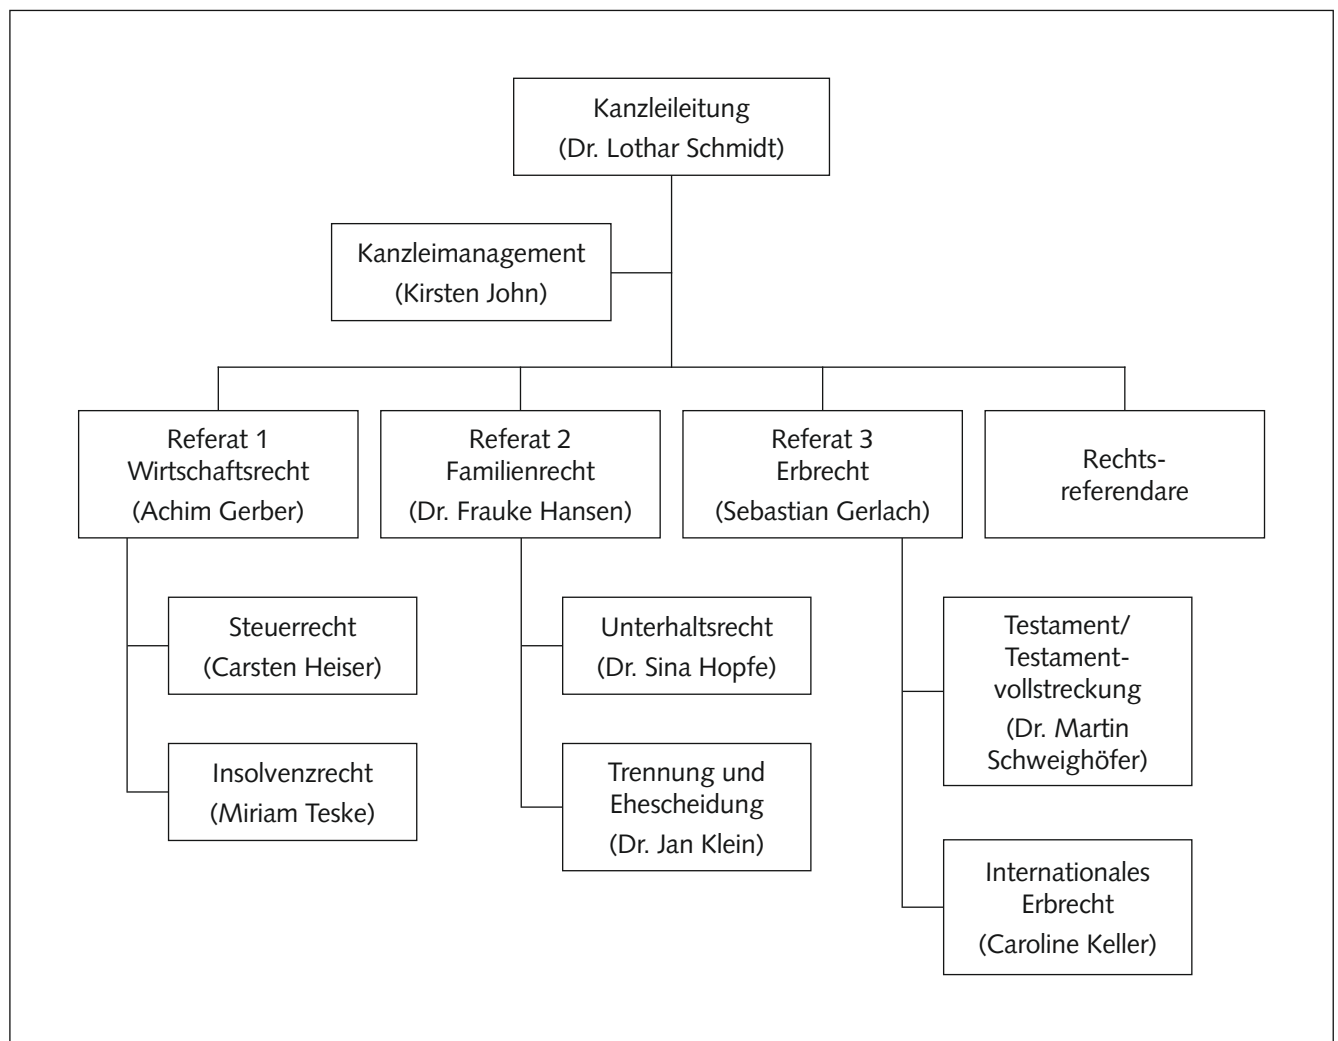 Kanzleileitung
(Dr. Lothar Schmidt)
Kanzleimanagement
(Kirsten John)
Referat 1
Wirtschaftsrecht
(Achim Gerber)
Referat 2
Familienrecht
(Dr. Frauke Hansen)
Referat 3
Erbrecht
(Sebastian Gerlach)
Rechts-
referendare
Steuerrecht
(Carsten Heiser)
Insolvenzrecht
(Miriam Teske)
Unterhaltsrecht
(Dr. Sina Hopfe)
Trennung und
Ehescheidung
(Dr. Jan Klein)
Testament/
Testament-
vollstreckung
(Dr. Martin
Schweighöfer)
Internationales
Erbrecht
(Caroline Keller)